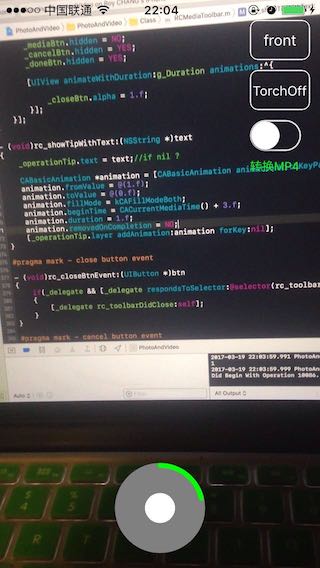 中国联通 22:04
front
TorchOff
转换MP4
PhotoAndVideo Class RCMediaToolbar.m
_mediaBtn.hidden = NO;
_cancelBtn.hidden = YES;
_doneBtn.hidden = YES;
[UIView animateWithDuration:g_Duration animations:^{
_closeBtn.alpha = 1.f;
}];
}];
}
- (void)rc_showTipWithText:(NSString *)text
_operationTip.text = text;//if nil ?
CABasicAnimation *animation = [CABasicAnimation
animation.fromValue = @(1.f);
animation.toValue = @(0.f);
animation.fillMode = kCAFillModeBoth;
animation.beginTime = CACurrentMediaTime() + 3.f;
animation.duration = 1.f;
animation.removedOnCompletion = NO;
[_operationTip.layer addAnimation:animation forKey:nil];
}
#pragma mark - close button event
- (void)rc_closeBtnEvent:(UIButton *)btn
{
if(_delegate && [_delegate respondsToSelector:@selector(rc_
[_delegate rc_toolbarDidClose:self];
}
}
#pragma mark - cancel button event
PhotoAndVideo
2017-03-19 22:03:59.991
1
2017-03-19 22:03:59.999
Did Begin With Operation
Auto
Filter
All Output
$
4
%
5
R
T